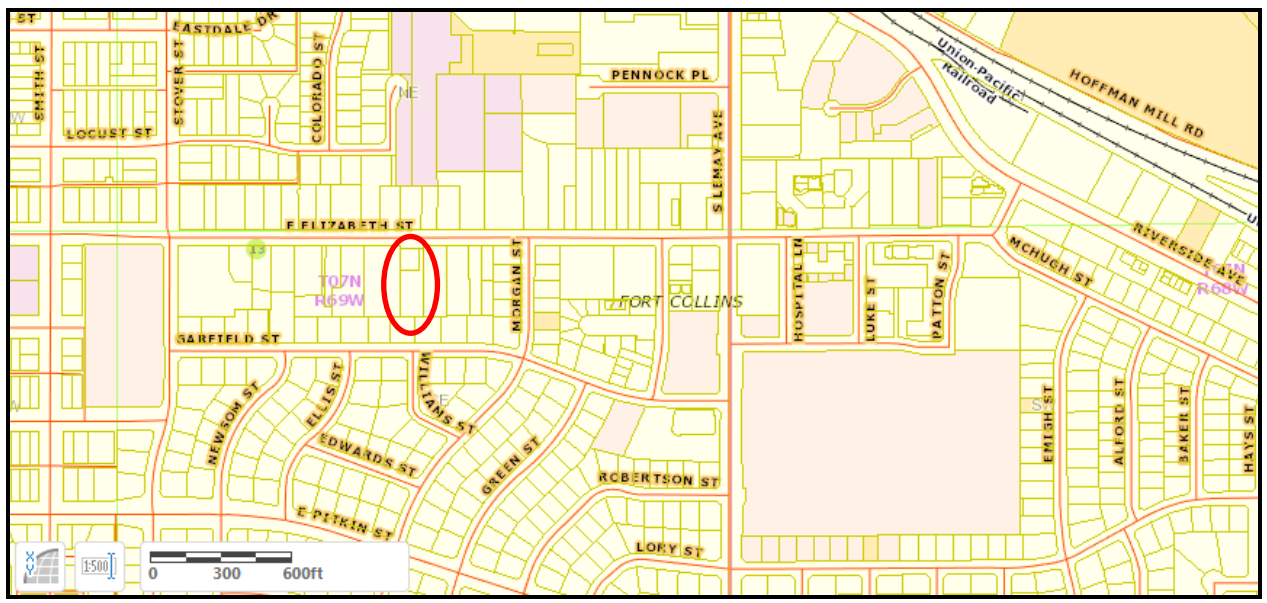 ST
EASTDALE DR
SMITH ST
STOVER ST
COLORADO ST
LOCUST ST
NE
W
PENNOCK PL
S LEMAY AVE
Union-Pacific
Railroad
HOFFMAN MILL RD
E ELIZABETH ST
13
T07N
R69W
MORGAN ST
FORT COLLINS
HOSPITAL LN
LUKE ST
PATTON ST
MCHUGH ST
RIVERSIDE AVE
R68W
GARFIELD ST
NEWSOM ST
ELLIS ST
WILLIAMS ST
SE
W
EDWARDS ST
GREEN ST
ROBERTSON ST
EMIGH ST
ALFORD ST
BAKER ST
HAYS ST
E PITKIN ST
LORY ST
X
Y
1:500
0 300 600ft